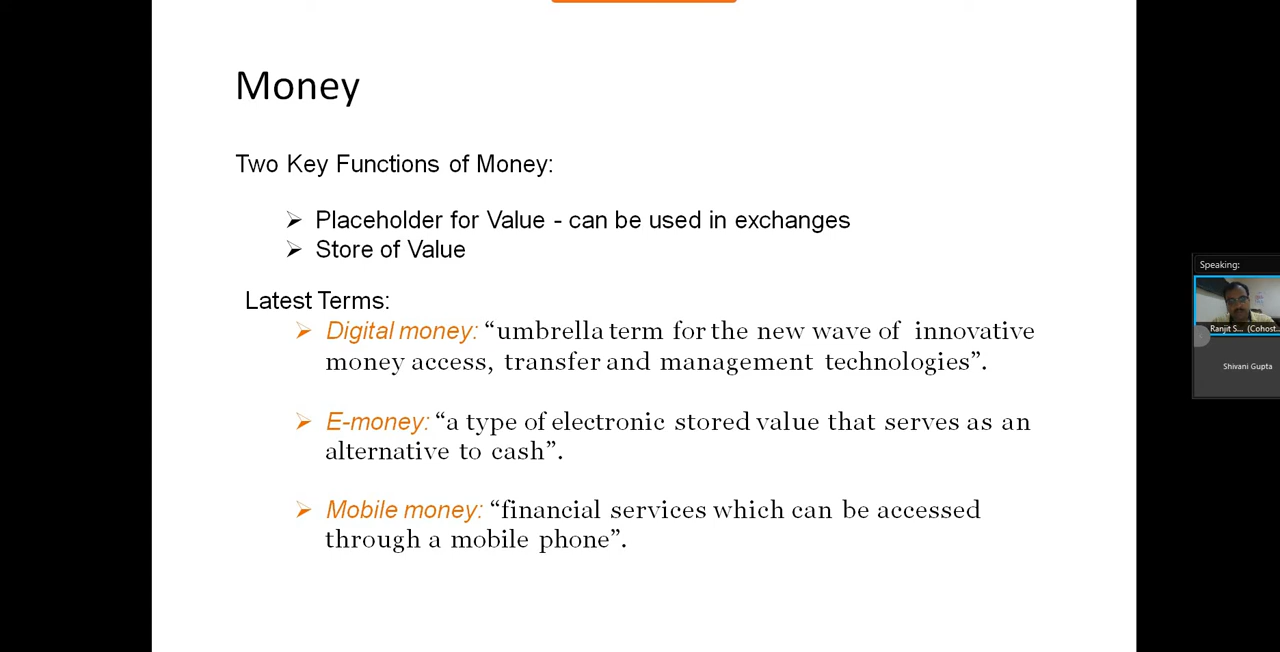 Money
Two Key Functions of Money:
➢ Placeholder for Value - can be used in exchanges
➢ Store of Value
Latest Terms:
➢ Digital money: “umbrella term for the new wave of innovative
money access, transfer and management technologies”.
➢ E-money: “a type of electronic stored value that serves as an
alternative to cash”.
➢ Mobile money: “financial services which can be accessed
through a mobile phone”.
Speaking:
Ranjit S... (Cohost...
Shivani Gupta